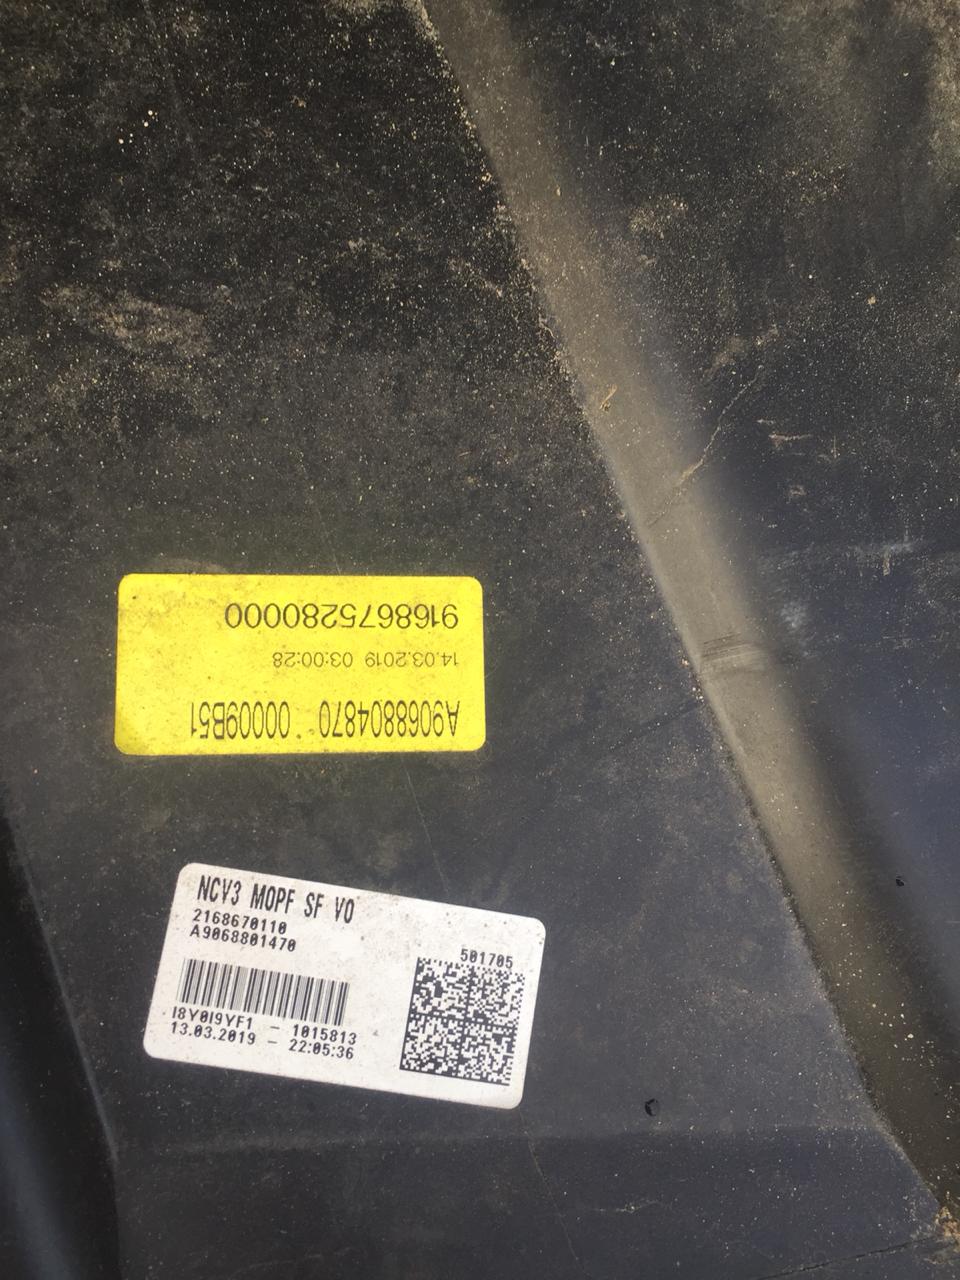 A9068804870 00009B51
14.03.2019 03:00:28
9168675280000
NCV3 MOPF SF VO
2168670110
A9068801470
501705
I8Y0I9YF1 - 1015813
13.03.2019 - 22:05:36